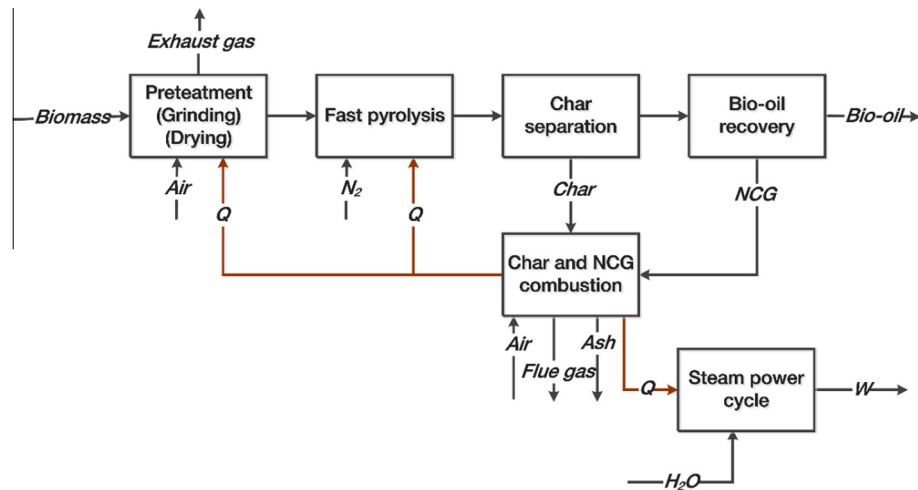 Exhaust gas
Biomass
Pretreatment
(Grinding)
(Drying)
Fast pyrolysis
Char
separation
Bio-oil
recovery
Bio-oil
Air
Q
N₂
Q
Char
NCG
Char and NCG
combustion
Air
Flue gas
Ash
Q
Steam power
cycle
W
H₂O